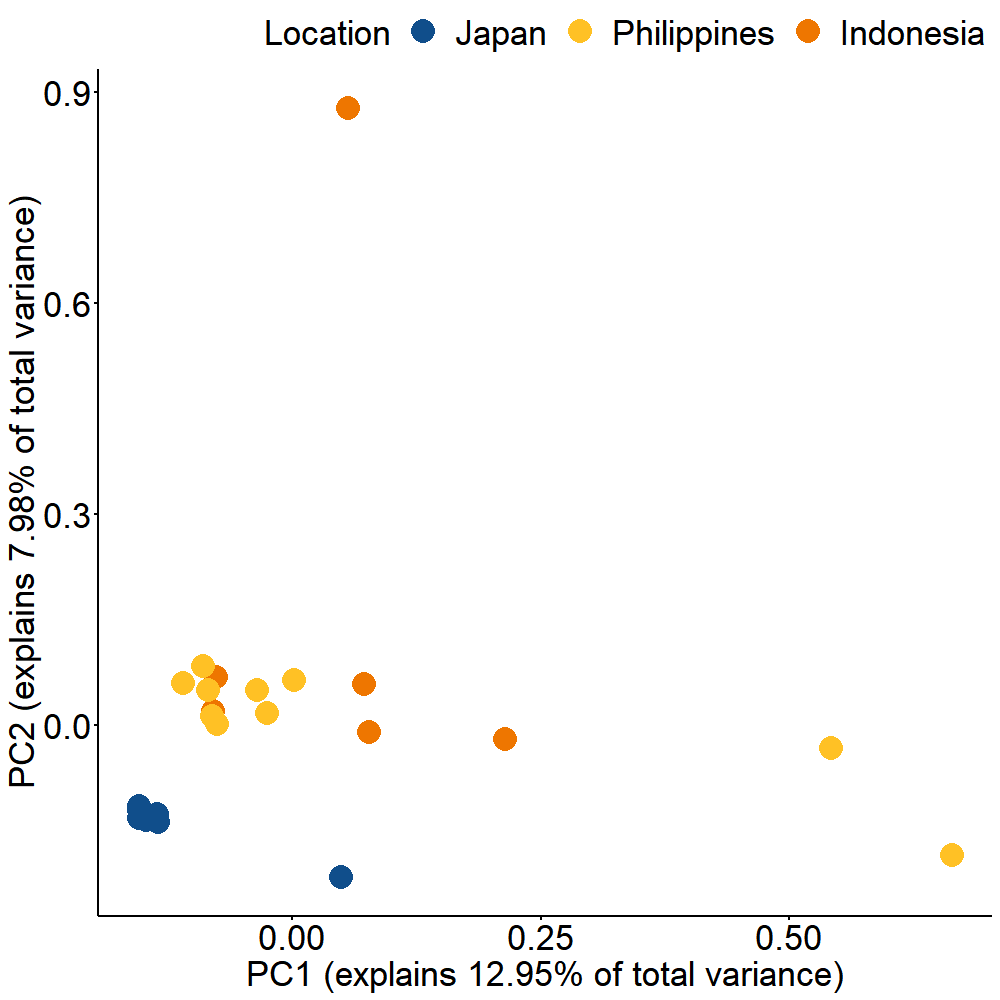 Location Japan Philippines Indonesia
0.9
0.6
0.3
0.0
PC2 (explains 7.98% of total variance)
0.00 0.25 0.50
PC1 (explains 12.95% of total variance)